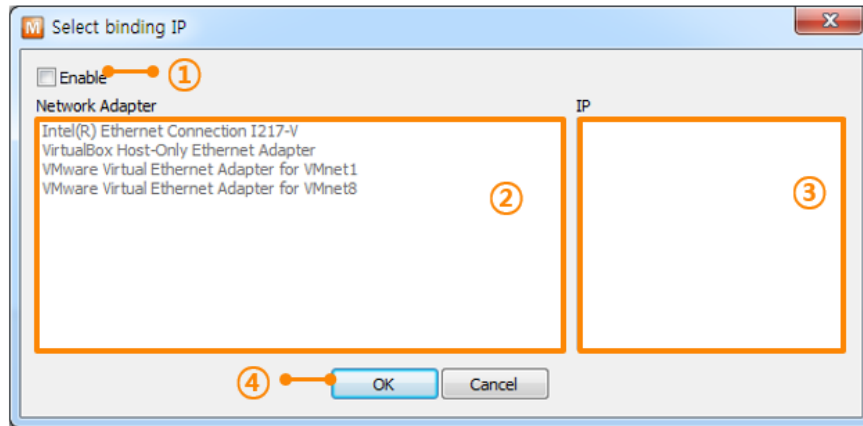 M Select binding IP
X
Enable ①
Network Adapter IP
Intel(R) Ethernet Connection I217-V
VirtualBox Host-Only Ethernet Adapter
VMware Virtual Ethernet Adapter for VMnet1
VMware Virtual Ethernet Adapter for VMnet8
② ③
④ OK Cancel